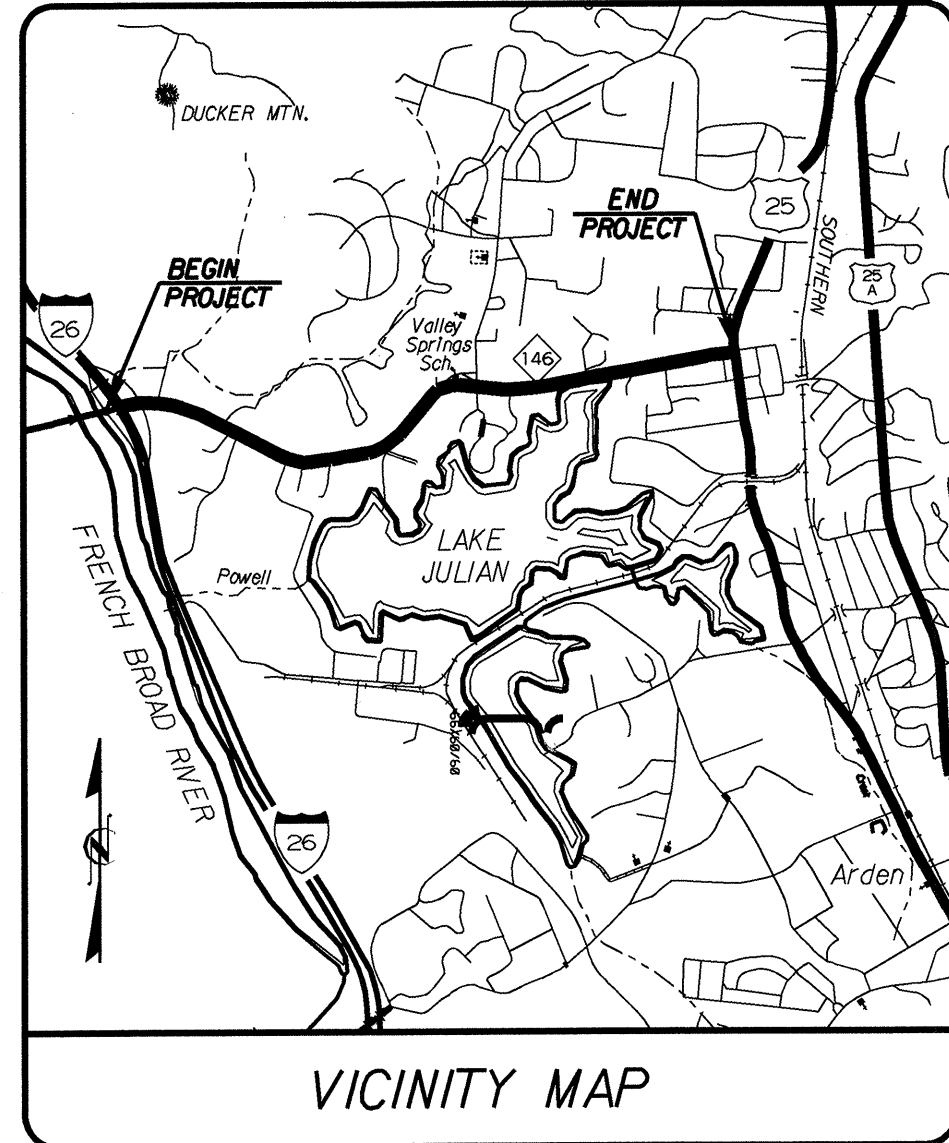 DUCKER MTN.
END
PROJECT
25
SOUTHERN
BEGIN
PROJECT
25
A
26
Valley
Springs
Sch.
146
LAKE
JULIAN
Powell
FRENCH BROAD RIVER
26
Creek
Arden
VICINITY MAP